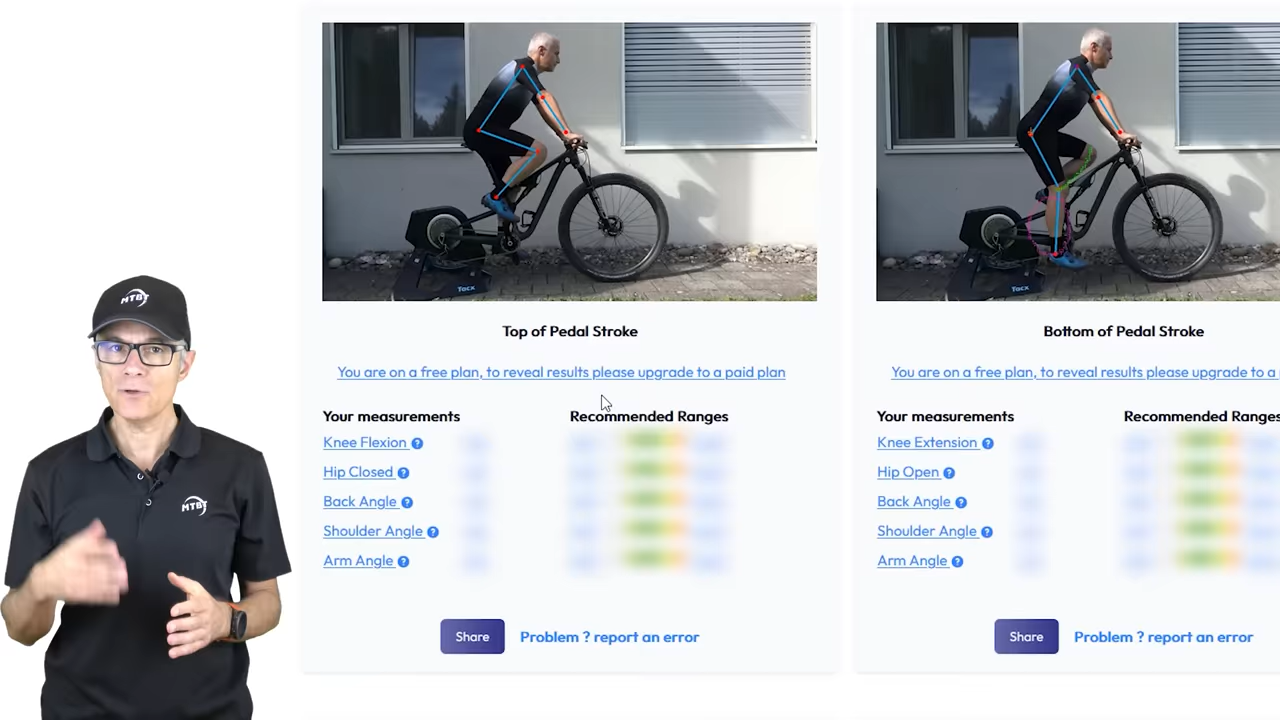 Tacx
Tacx
Top of Pedal Stroke
Bottom of Pedal Stroke
You are on a free plan, to reveal results please upgrade to a paid plan
You are on a free plan, to reveal results please upgrade to a
Your measurements
Recommended Ranges
Your measurements
Recommended Ranges
Knee Flexion ?
Knee Extension ?
Hip Closed ?
Hip Open ?
Back Angle ?
Back Angle ?
Shoulder Angle ?
Shoulder Angle ?
Arm Angle ?
Arm Angle ?
Share
Problem ? report an error
Share
Problem ? report an error
MTBT
MTBT